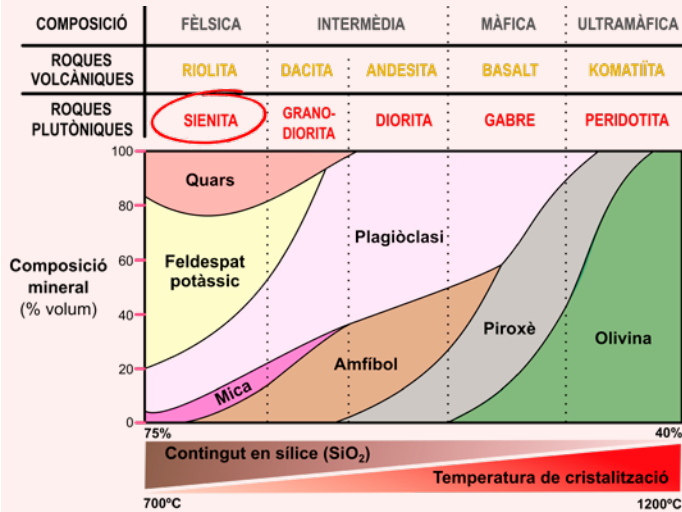 COMPOSICIÓ FÈLSICA INTERMÈDIA MÀFICA ULTRAMÀFICA
ROQUES
VOLCÀNIQUES
RIOLITA DACITA ANDESITA BASALT KOMATIÏTA
ROQUES
PLUTÒNIQUES
SIENITA
GRANO-
DIORITA
DIORITA GABRE PERIDOTITA
100
80
60
40
20
0
Composició
mineral
(% volum)
Quars
Feldespat
potàssic
Plagiòclasi
Mica
Amfíbol
Piroxè
Olivina
75% 40%
Contingut en sílice (SiO₂)
Temperatura de cristalització
700ºC 1200ºC